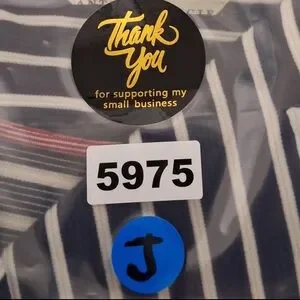 Thank
You
for supporting my
small business
5975
J